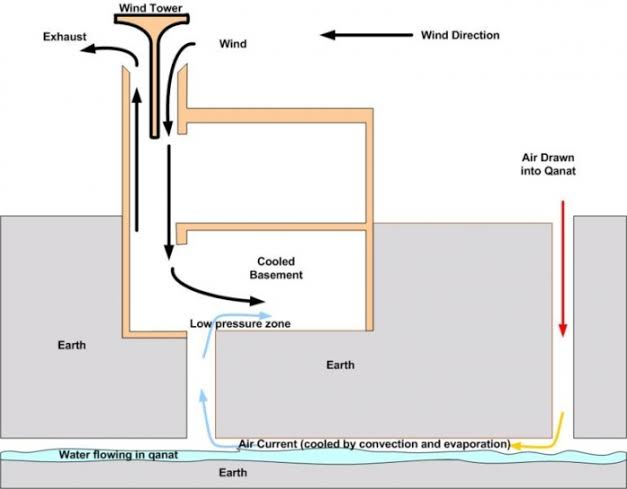 Wind Tower
Exhaust
Wind
Wind Direction
Air Drawn
into Qanat
Cooled
Basement
Low pressure zone
Earth
Earth
Air Current (cooled by convection and evaporation)
Water flowing in qanat
Earth